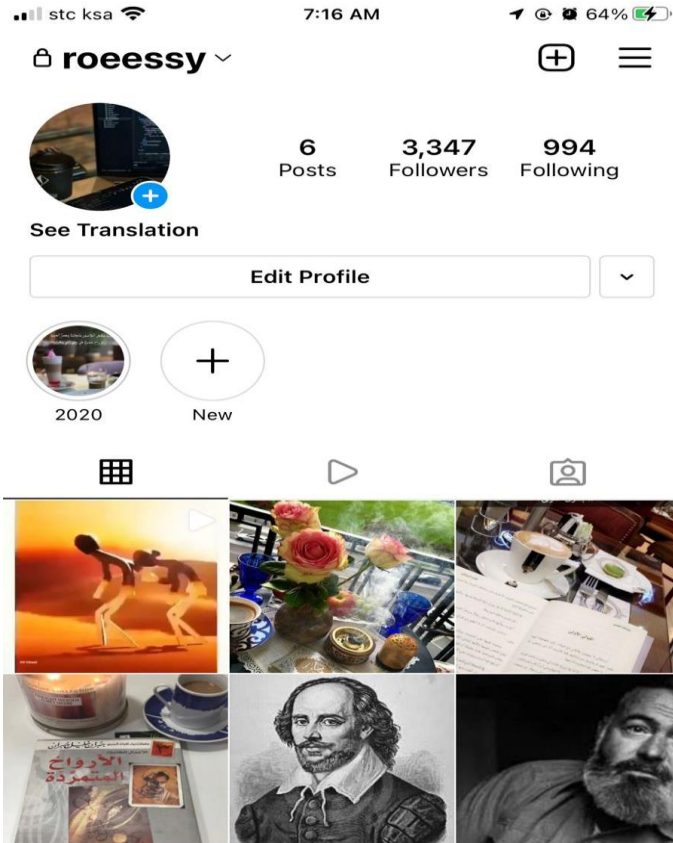 stc ksa 7:16 AM 64%
roeessy
6 3,347 994
Posts Followers Following
See Translation
Edit Profile
2020 New
الأرواح
المتمردة